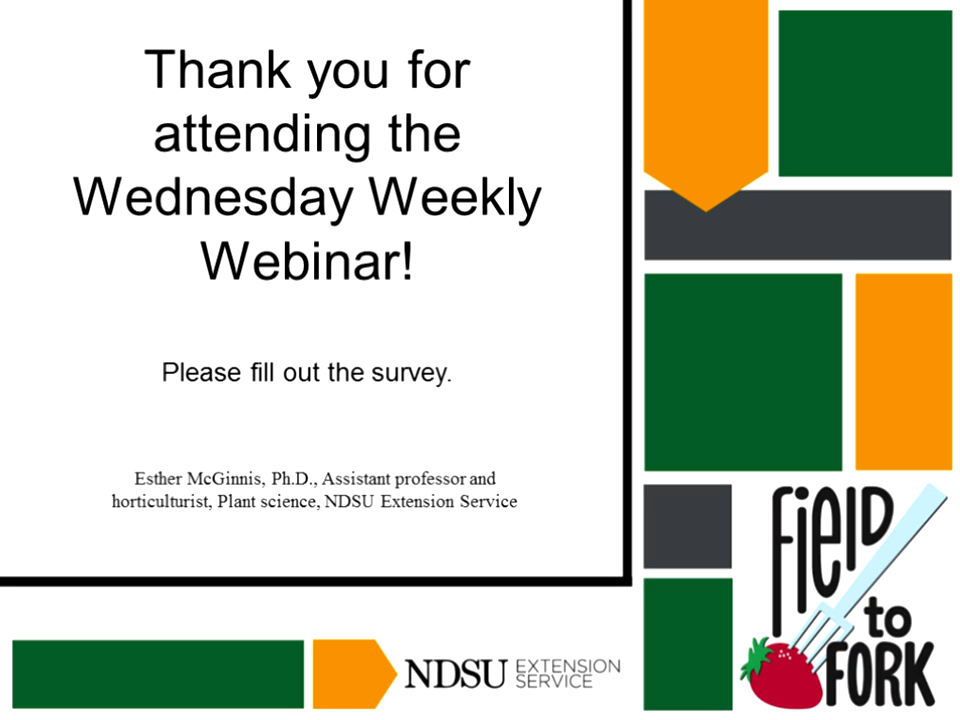 Thank you for
attending the
Wednesday Weekly
Webinar!
Please fill out the survey.
Esther McGinnis, Ph.D., Assistant professor and
horticulturist, Plant science, NDSU Extension Service
NDSU EXTENSION
SERVICE
fiELD
to
FORK